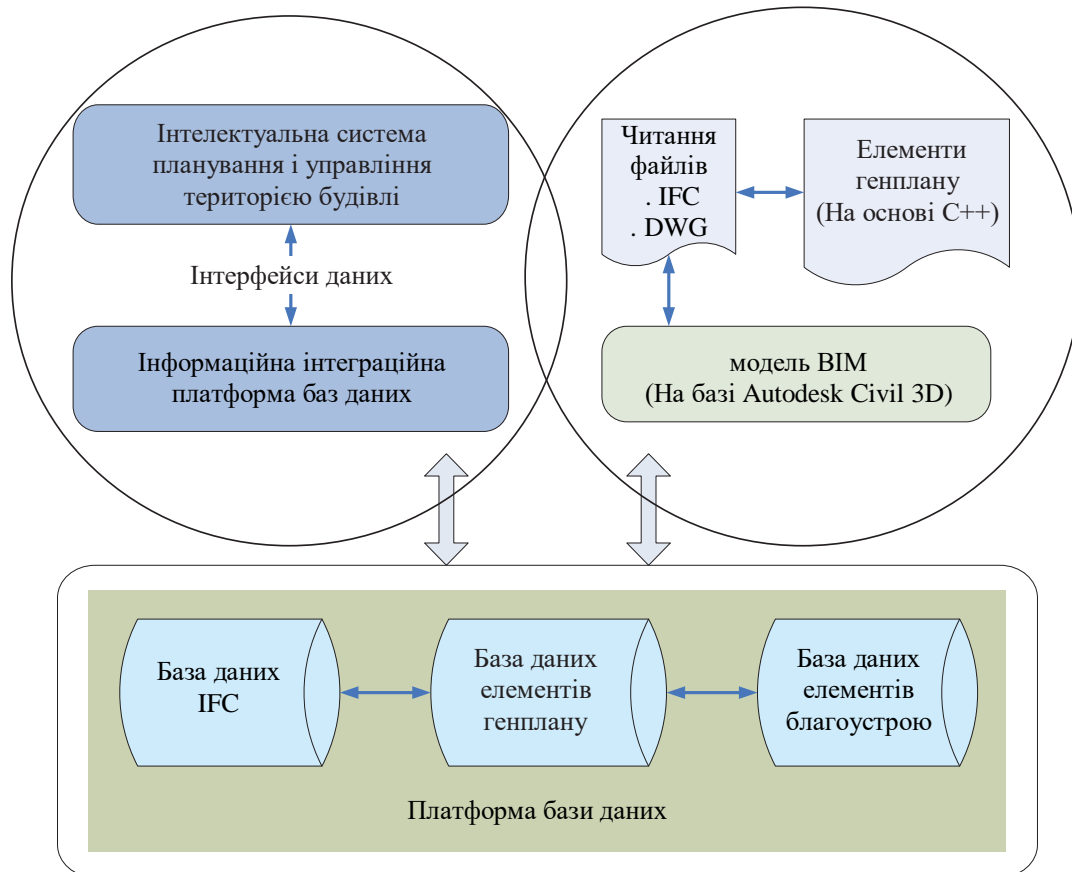 Інтелектуальна система
планування і управління
територією будівлі
Інтерфейси даних
Інформаційна інтеграційна
платформа баз даних
Читання
файлів
. IFC
. DWG
Елементи
генплану
(На основі C++)
модель BIM
(На базі Autodesk Civil 3D)
База даних
IFC
База даних
елементів
генплану
База даних
елементів
благоустрою
Платформа бази даних